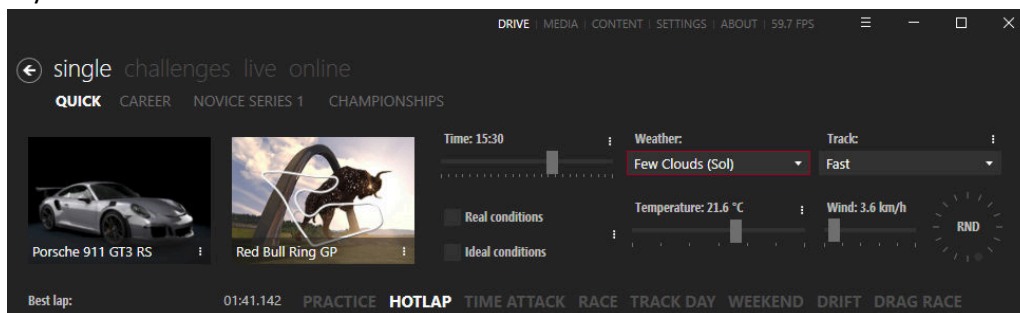 DRIVE | MEDIA | CONTENT | SETTINGS | ABOUT | 59.7 FPS
single challenges live online
QUICK CAREER NOVICE SERIES 1 CHAMPIONSHIPS
Time: 15:30 Weather: Track:
Few Clouds (Sol) Fast
Real conditions Temperature: 21.6 °C Wind: 3.6 km/h RND
Porsche 911 GT3 RS Red Bull Ring GP Ideal conditions
Best lap: 01:41.142 PRACTICE HOTLAP TIME ATTACK RACE TRACK DAY WEEKEND DRIFT DRAG RACE